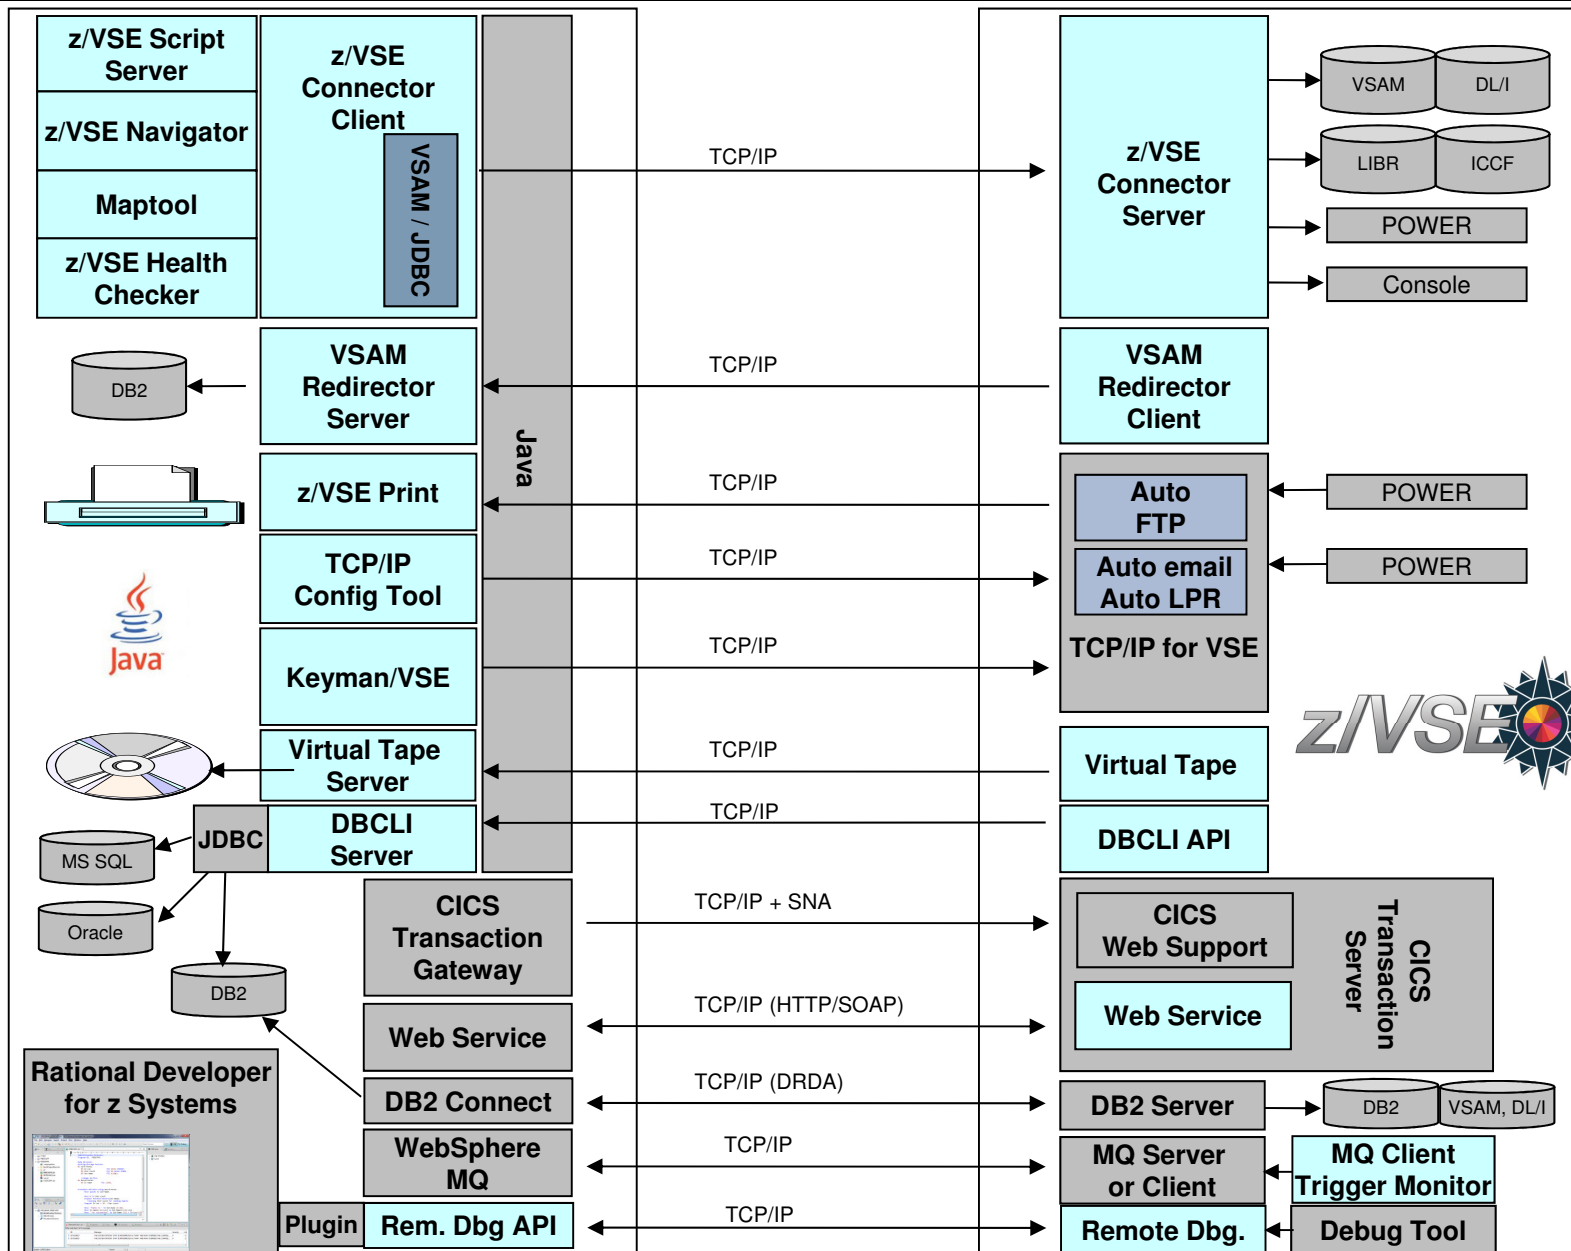 z/VSE Script
Server
z/VSE Navigator
Maptool
z/VSE Health
Checker
z/VSE
Connector
Client
VSAM / JDBC
Java
TCP/IP
z/VSE
Connector
Server
VSAM
DL/I
LIBR
ICCF
POWER
Console
DB2
VSAM
Redirector
Server
TCP/IP
VSAM
Redirector
Client
z/VSE Print
TCP/IP
Auto
FTP
POWER
TCP/IP
Config Tool
TCP/IP
Auto email
Auto LPR
POWER
Java
Keyman/VSE
TCP/IP
TCP/IP for VSE
z/VSE
Virtual Tape
Server
TCP/IP
Virtual Tape
MS SQL
JDBC
DBCLI
Server
TCP/IP
DBCLI API
Oracle
DB2
CICS
Transaction
Gateway
TCP/IP + SNA
CICS
Web Support
CICS
Transaction
Server
Web Service
TCP/IP (HTTP/SOAP)
Web Service
Rational Developer
for z Systems
DB2 Connect
TCP/IP (DRDA)
DB2 Server
DB2
VSAM, DL/I
WebSphere
MQ
TCP/IP
MQ Server
or Client
MQ Client
Trigger Monitor
Plugin
Rem. Dbg API
TCP/IP
Remote Dbg.
Debug Tool